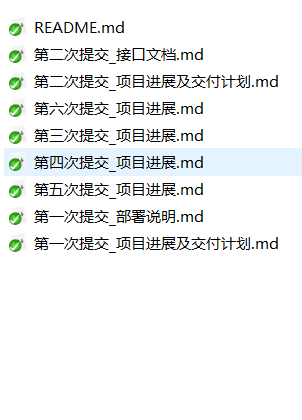 README.md
第二次提交_接口文档.md
第二次提交_项目进展及交付计划.md
第六次提交_项目进展.md
第三次提交_项目进展.md
第四次提交_项目进展.md
第五次提交_项目进展.md
第一次提交_部署说明.md
第一次提交_项目进展及交付计划.md